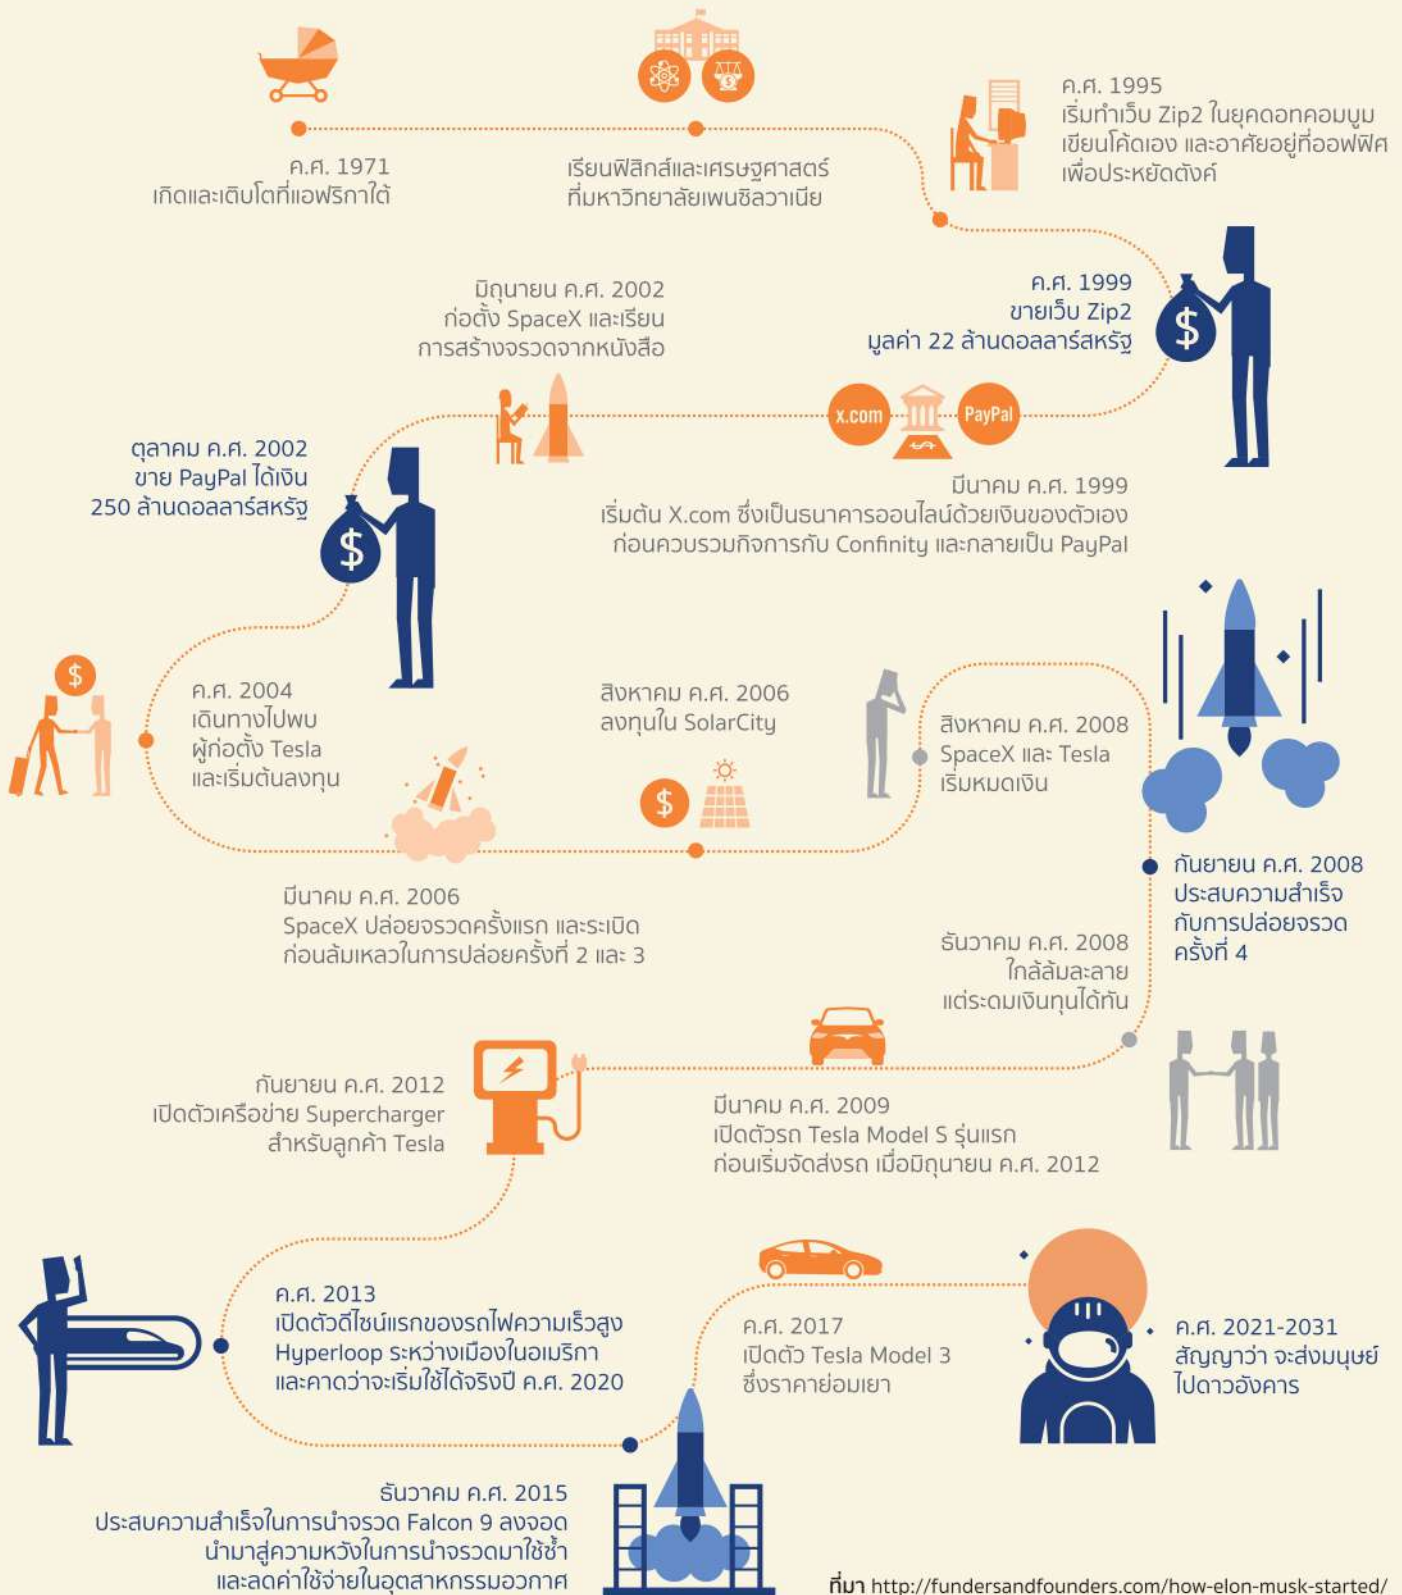 ค.ศ. 1971
เกิดและเติบโตที่แอฟริกาใต้
เรียนฟิสิกส์และเศรษฐศาสตร์
ที่มหาวิทยาลัยเพนซิลวาเนีย
ค.ศ. 1995
เริ่มทำเว็บ Zip2 ในยุคดอทคอมบูม
เขียนโค้ดเอง และอาศัยอยู่ที่ออฟฟิศ
เพื่อประหยัดตังค์
ค.ศ. 1999
ขายเว็บ Zip2
มูลค่า 22 ล้านดอลลาร์สหรัฐ
$
x.com
PayPal
มีนาคม ค.ศ. 1999
เริ่มต้น X.com ซึ่งเป็นธนาคารออนไลน์ด้วยเงินของตัวเอง
ก่อนควบรวมกิจการกับ Confinity และกลายเป็น PayPal
มิถุนายน ค.ศ. 2002
ก่อตั้ง SpaceX และเรียน
การสร้างจรวดจากหนังสือ
ตุลาคม ค.ศ. 2002
ขาย PayPal ได้เงิน
250 ล้านดอลลาร์สหรัฐ
$
$
ค.ศ. 2004
เดินทางไปพบ
ผู้ก่อตั้ง Tesla
และเริ่มต้นลงทุน
มีนาคม ค.ศ. 2006
SpaceX ปล่อยจรวดครั้งแรก และระเบิด
ก่อนล้มเหลวในการปล่อยครั้งที่ 2 และ 3
สิงหาคม ค.ศ. 2006
ลงทุนใน SolarCity
$
สิงหาคม ค.ศ. 2008
SpaceX และ Tesla
เริ่มหมดเงิน
กันยายน ค.ศ. 2008
ประสบความสำเร็จ
กับการปล่อยจรวด
ครั้งที่ 4
ธันวาคม ค.ศ. 2008
ใกล้ล้มละลาย
แต่ระดมเงินทุนได้ทัน
มีนาคม ค.ศ. 2009
เปิดตัวรถ Tesla Model S รุ่นแรก
ก่อนเริ่มจัดส่งรถ เมื่อมิถุนายน ค.ศ. 2012
กันยายน ค.ศ. 2012
เปิดตัวเครือข่าย Supercharger
สำหรับลูกค้า Tesla
ค.ศ. 2013
เปิดตัวดีไซน์แรกของรถไฟความเร็วสูง
Hyperloop ระหว่างเมืองในอเมริกา
และคาดว่าจะเริ่มใช้ได้จริงปี ค.ศ. 2020
ธันวาคม ค.ศ. 2015
ประสบความสำเร็จในการนำจรวด Falcon 9 ลงจอด
นำมาสู่ความหวังในการนำจรวดมาใช้ซ้ำ
และลดค่าใช้จ่ายในอุตสาหกรรมอวกาศ
ค.ศ. 2017
เปิดตัว Tesla Model 3
ซึ่งราคาย่อมเยา
ค.ศ. 2021-2031
สัญญาว่า จะส่งมนุษย์
ไปดาวอังคาร
ที่มา http://fundersandfounders.com/how-elon-musk-started/